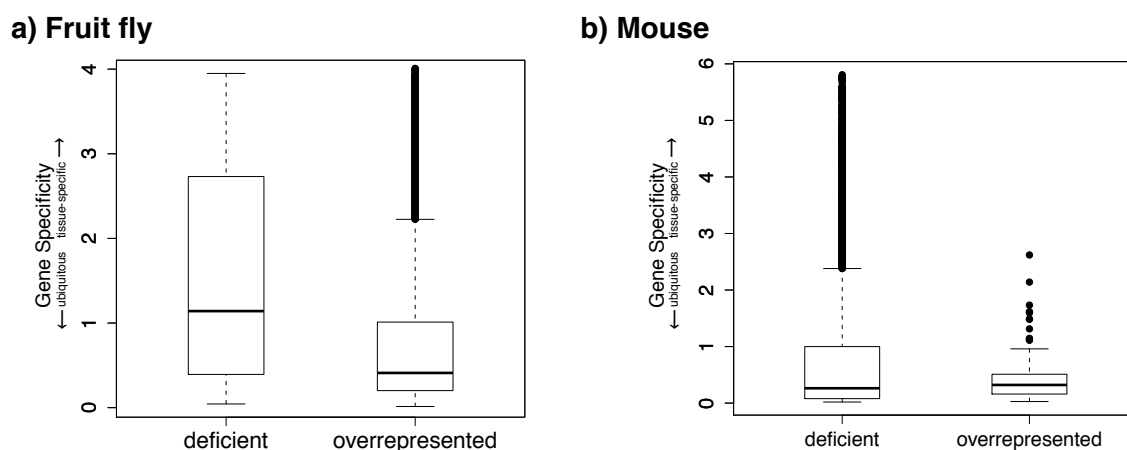 a) Fruit fly
b) Mouse
Gene Specificity
← ubiquitous tissue-specific →
4
3
2
1
0
deficient
overrepresented
Gene Specificity
← ubiquitous tissue-specific →
6
5
4
3
2
1
0
deficient
overrepresented